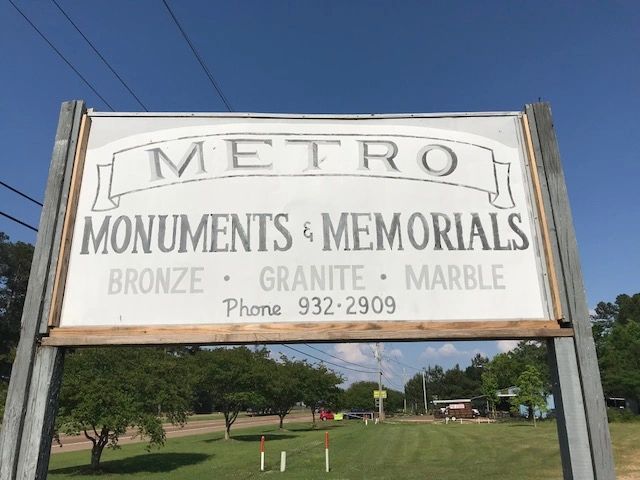 METRO
MONUMENTS & MEMORIALS
BRONZE · GRANITE · MARBLE
Phone 932·2909